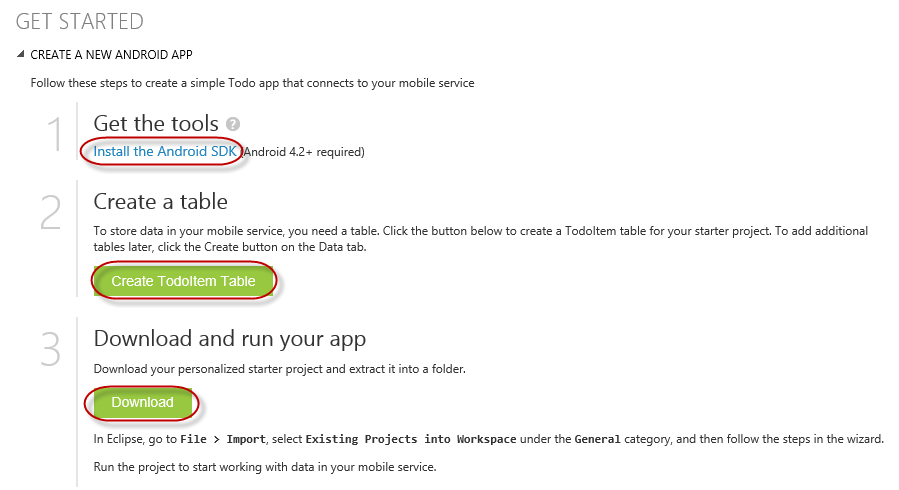 GET STARTED
CREATE A NEW ANDROID APP
Follow these steps to create a simple Todo app that connects to your mobile service
1
Get the tools ?
Install the Android SDK (Android 4.2+ required)
2
Create a table
To store data in your mobile service, you need a table. Click the button below to create a TodoItem table for your starter project. To add additional
tables later, click the Create button on the Data tab.
Create TodoItem Table
3
Download and run your app
Download your personalized starter project and extract it into a folder.
Download
In Eclipse, go to File > Import, select Existing Projects into Workspace under the General category, and then follow the steps in the wizard.
Run the project to start working with data in your mobile service.